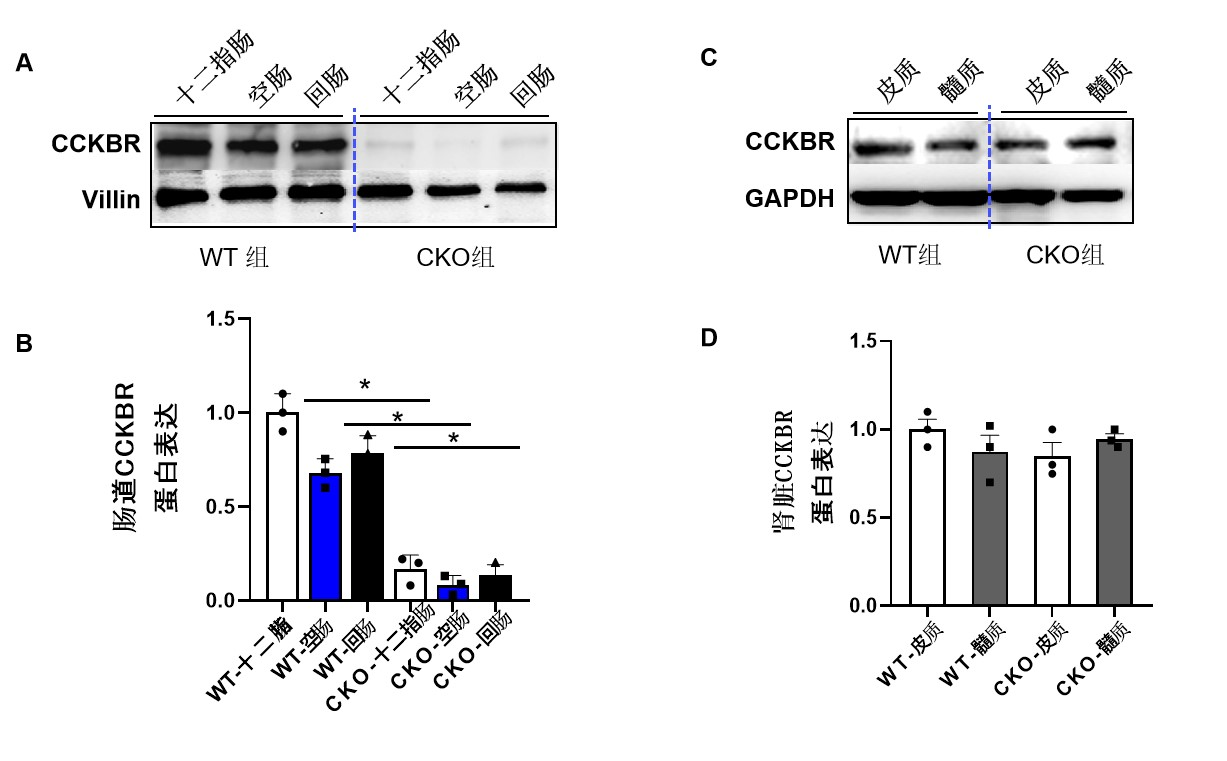 A
十二指肠 空肠 回肠 十二指肠 空肠 回肠
CCKBR
Villin
WT 组 CKO组
B
肠道CCKBR
蛋白表达
1.5
1.0
0.5
0.0
*
*
*
WT-空肠
WT-回肠
CKO-十二指肠
CKO-空肠
CKO-回肠
C
皮质 髓质 皮质 髓质
CCKBR
GAPDH
WT组 CKO组
D
肾脏CCKBR
蛋白表达
1.5
1.0
0.5
0.0
WT-皮质
WT-髓质
CKO-皮质
CKO-髓质